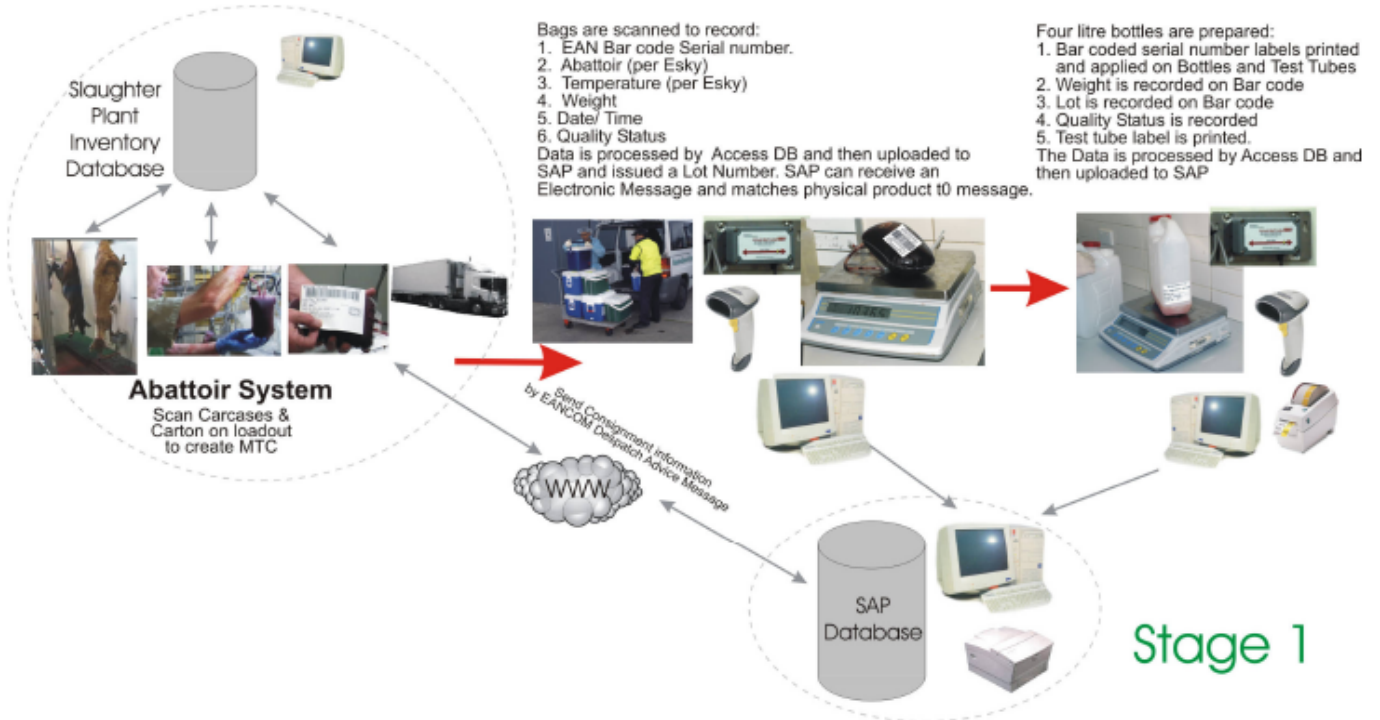 Slaughter
Plant
Inventory
Database
Abattoir System
Scan Carcases &
Carton on loadout
to create MTC
Bags are scanned to record:
1. EAN Bar code Serial number.
2. Abattoir (per Esky)
3. Temperature (per Esky)
4. Weight
5. Date/ Time
6. Quality Status
Data is processed by Access DB and then uploaded to
SAP and issued a Lot Number. SAP can receive an
Electronic Message and matches physical product t0 message.
Four litre bottles are prepared:
1. Bar coded serial number labels printed
and applied on Bottles and Test Tubes
2. Weight is recorded on Bar code
3. Lot is recorded on Bar code
4. Quality Status is recorded
5. Test tube label is printed.
The Data is processed by Access DB and
then uploaded to SAP
Send Consignment information
by EANCOM Despatch Advice Message
WWW
SAP
Database
Stage 1